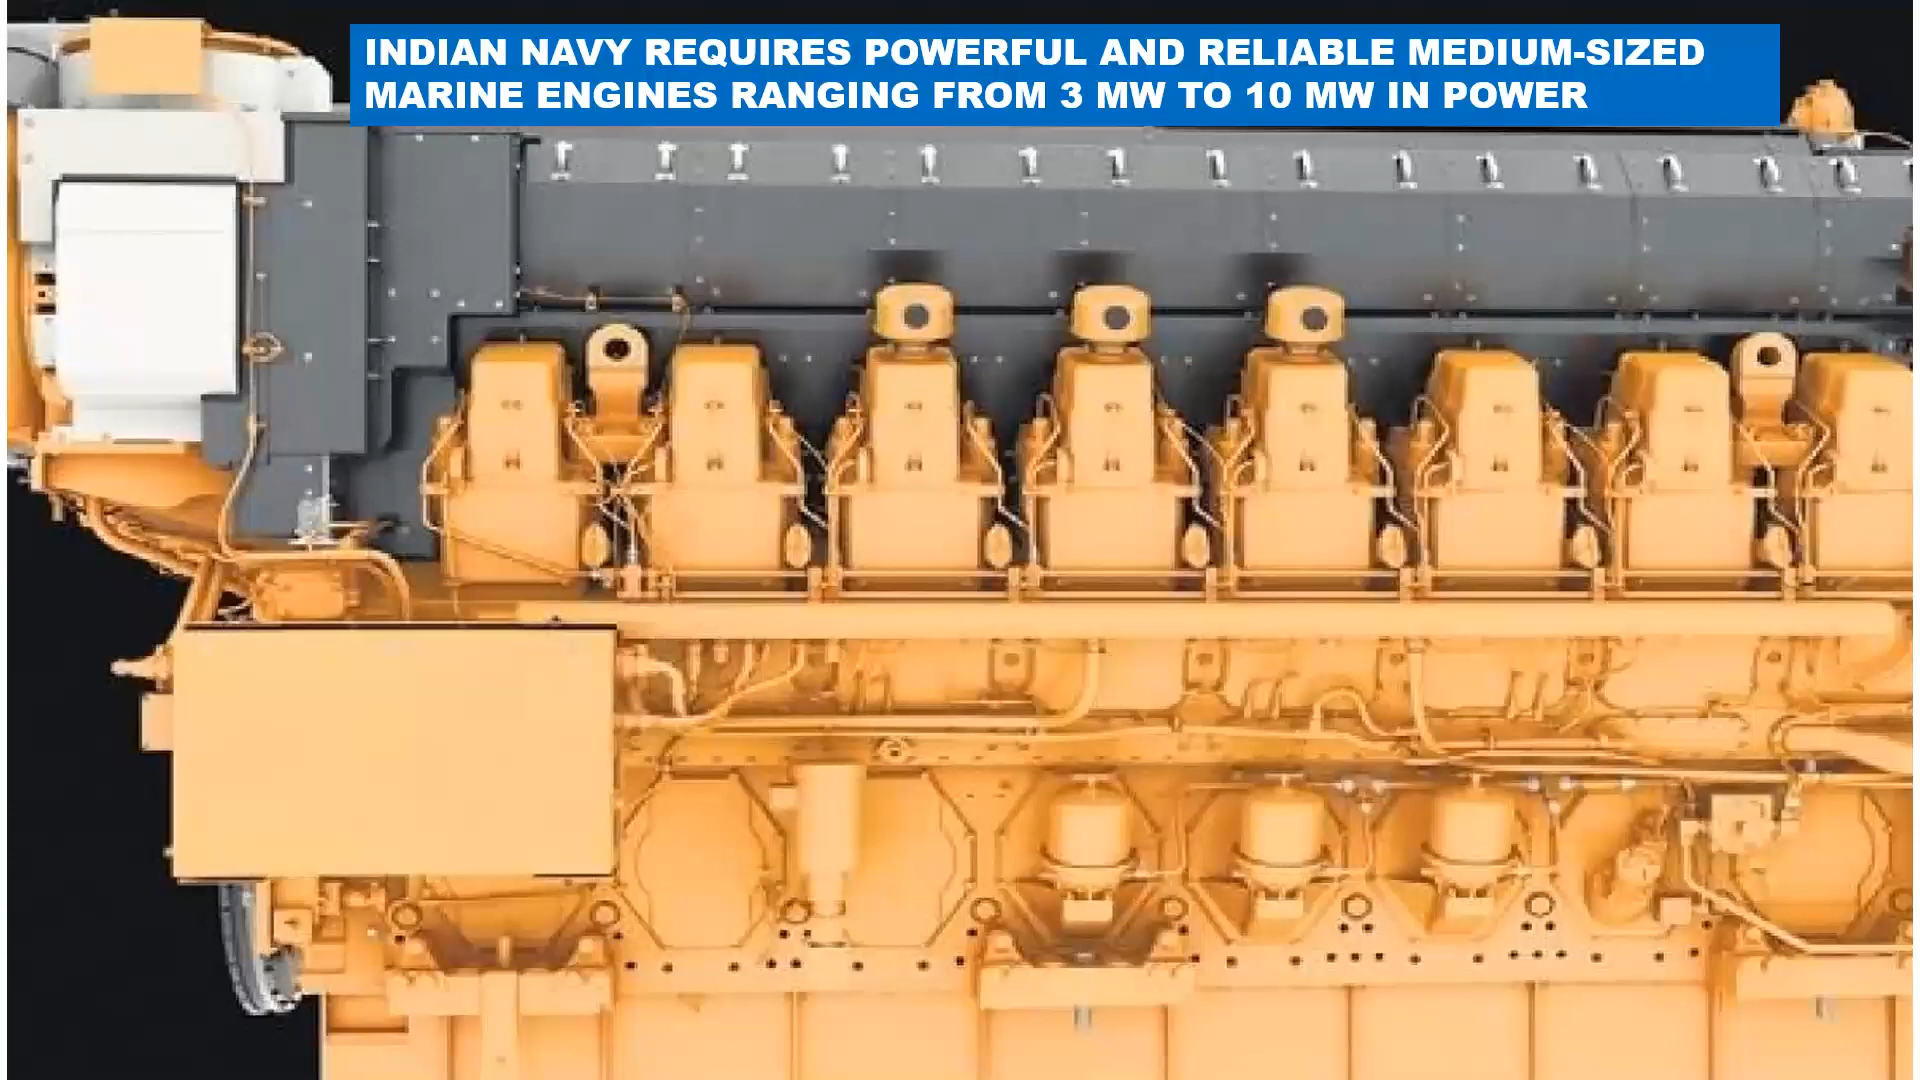 INDIAN NAVY REQUIRES POWERFUL AND RELIABLE MEDIUM-SIZED
MARINE ENGINES RANGING FROM 3 MW TO 10 MW IN POWER